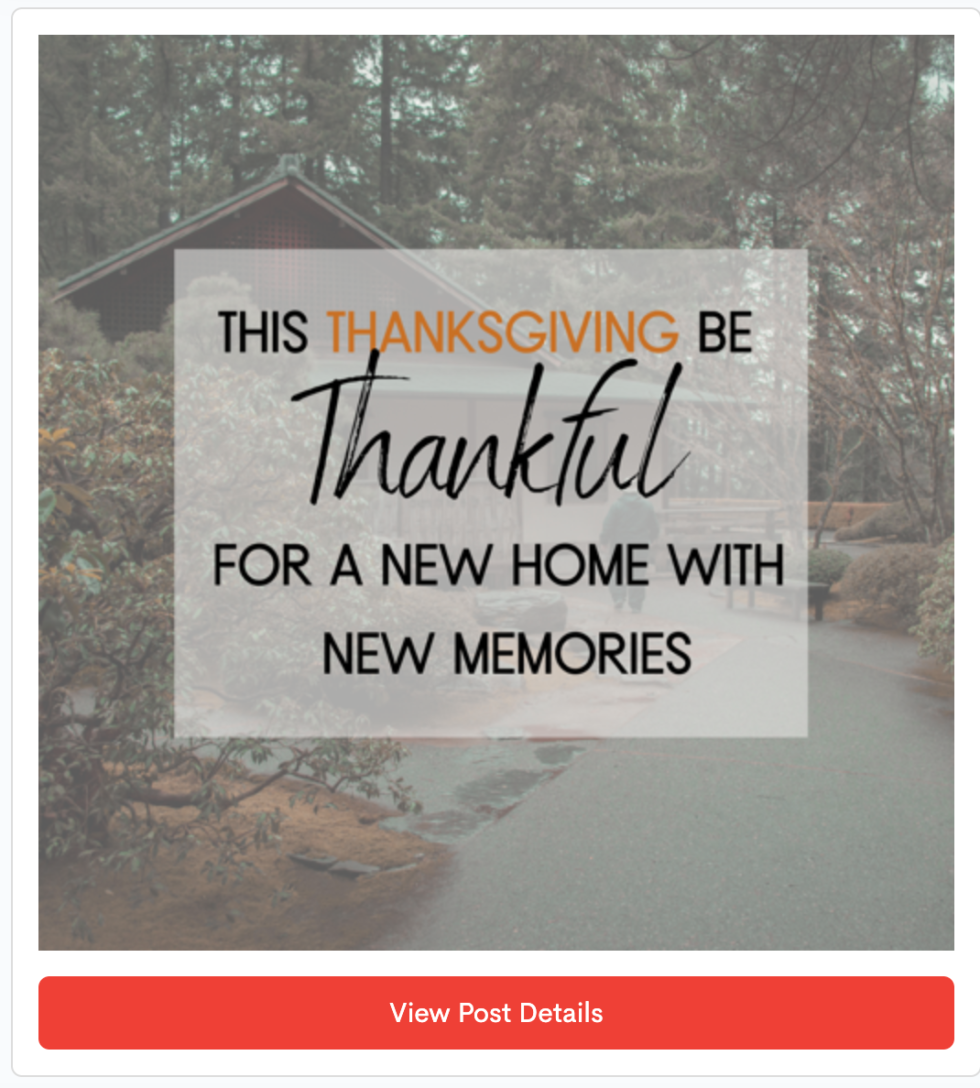 THIS THANKSGIVING BE
Thankful
FOR A NEW HOME WITH
NEW MEMORIES
View Post Details